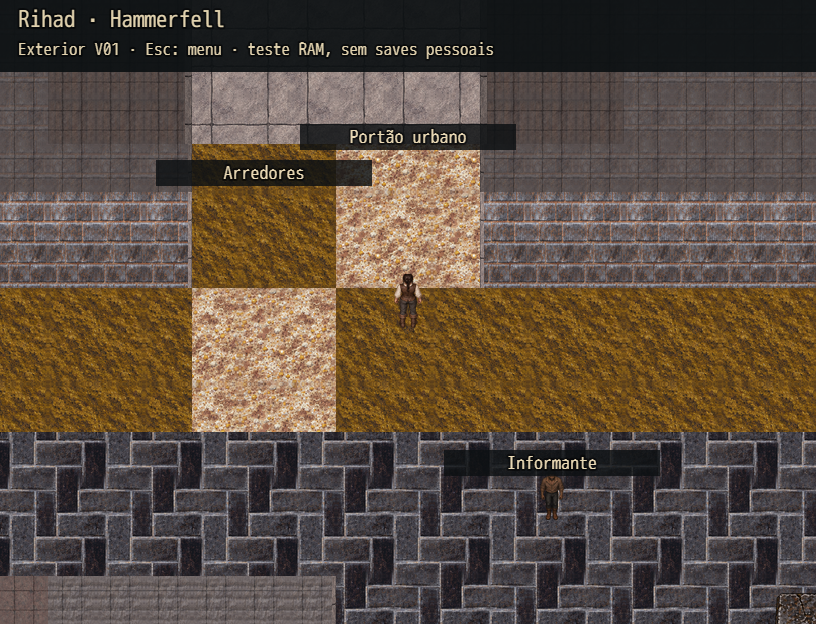 Rihad · Hammerfell
Exterior V01 · Esc: menu · teste RAM, sem saves pessoais
Portão urbano
Arredores
Informante